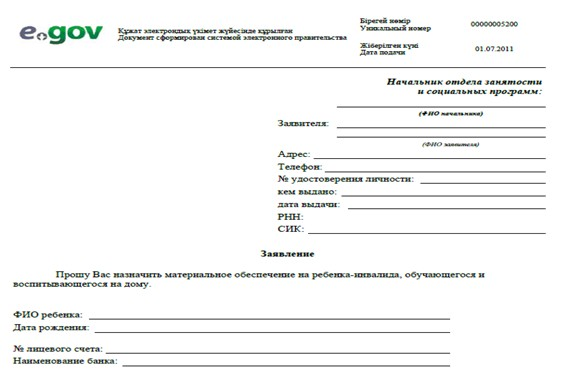 e.gov
Құжат электрондық үкімет жүйесінде құрылған
Документ сформирован системой электронного правительства
Бірегей нөмір
Уникальный номер
00000005200
Жіберілген күні
Дата подачи
01.07.2011
Начальник отдела занятости
и социальных программ:
(ФИО начальника)
Заявителя:
(ФИО заявителя)
Адрес:
Телефон:
№ удостоверения личности:
кем выдано:
дата выдачи:
РНН:
СИК:
Заявление
Прошу Вас назначить материальное обеспечение на ребенка-инвалида, обучающегося и
воспитывающегося на дому.
ФИО ребенка:
Дата рождения:
№ лицевого счета:
Наименование банка: